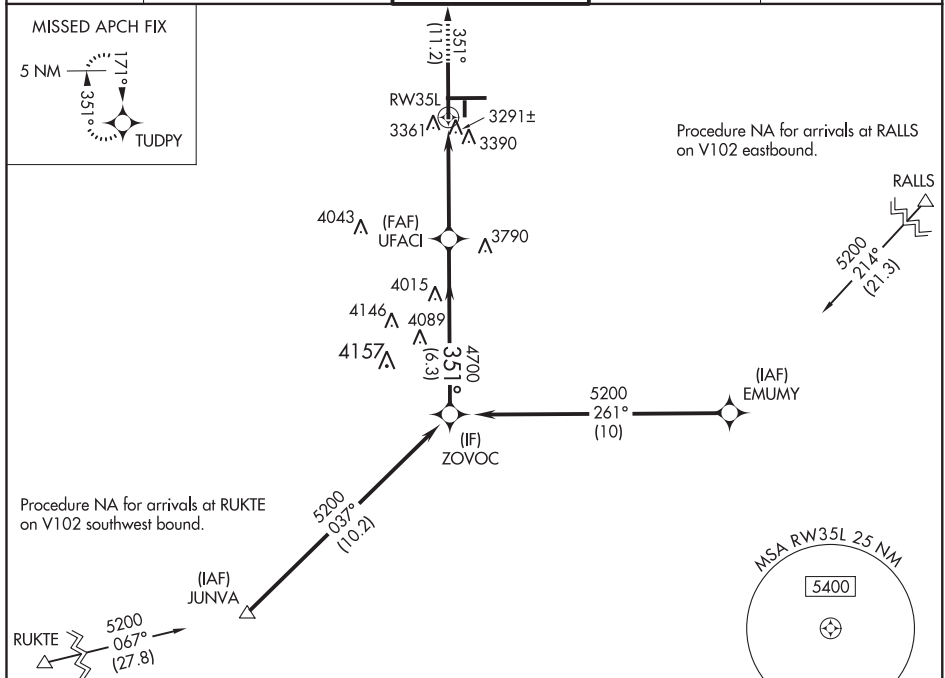 MISSED APCH FIX
5 NM
351°
171°
TUDPY
351°
(11.2)
RW35L
3361
3291±
3390
Procedure NA for arrivals at RALLS
on V102 eastbound.
RALLS
5200
214°
(21.3)
4043
(FAF)
UFACI
3790
4015
4146
4089
4157
4700
351°
(6.3)
(IAF)
EMUMY
5200
261°
(10)
(IF)
ZOVOC
Procedure NA for arrivals at RUKTE
on V102 southwest bound.
5200
037°
(10.2)
(IAF)
JUNVA
RUKTE
5200
067°
(27.8)
MSA RW35L 25 NM
5400